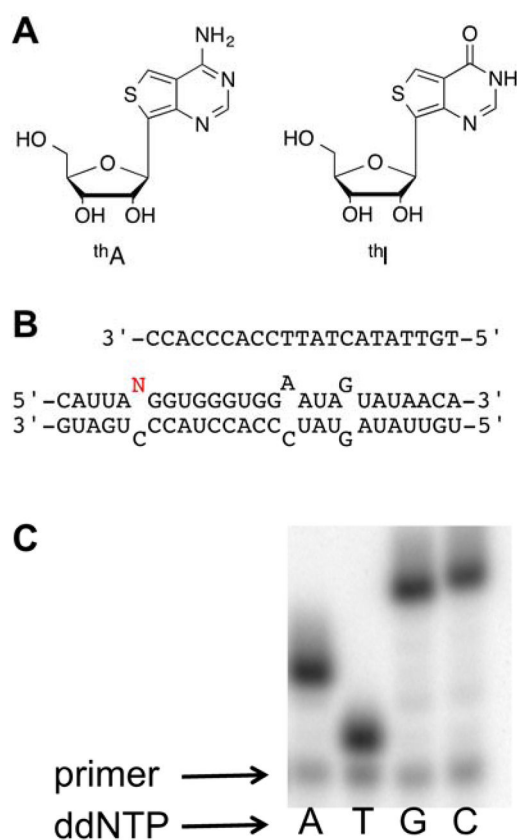 A
NH₂ O
N NH
S N S N
HO O HO O
OH OH OH OH
ᵗʰA ᵗʰI
B
3'-CCACCCACCTTATCATATTGT-5'
N A G
5'-CAUUA GGUGGGUGG AUA UAUAACA-3'
3'-GUAGU CCAUCCACC UAU AUAUUGU-5'
C C G
C
primer
ddNTP A T G C